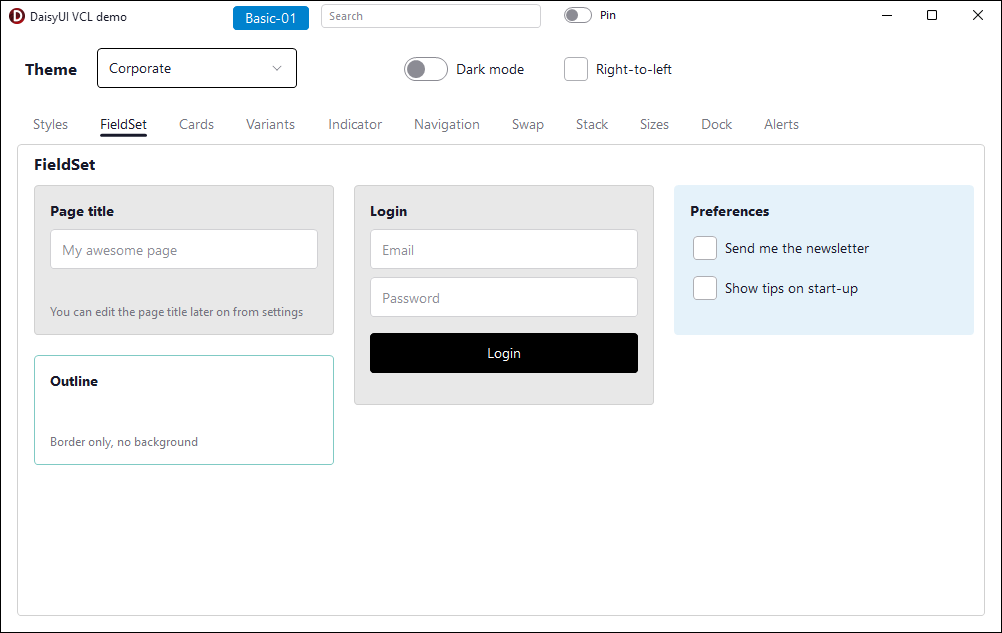 DaisyUI VCL demo
Basic-01
Search
Pin
Theme
Corporate
Dark mode
Right-to-left
Styles
FieldSet
Cards
Variants
Indicator
Navigation
Swap
Stack
Sizes
Dock
Alerts
FieldSet
Page title
My awesome page
You can edit the page title later on from settings
Outline
Border only, no background
Login
Email
Password
Login
Preferences
Send me the newsletter
Show tips on start-up